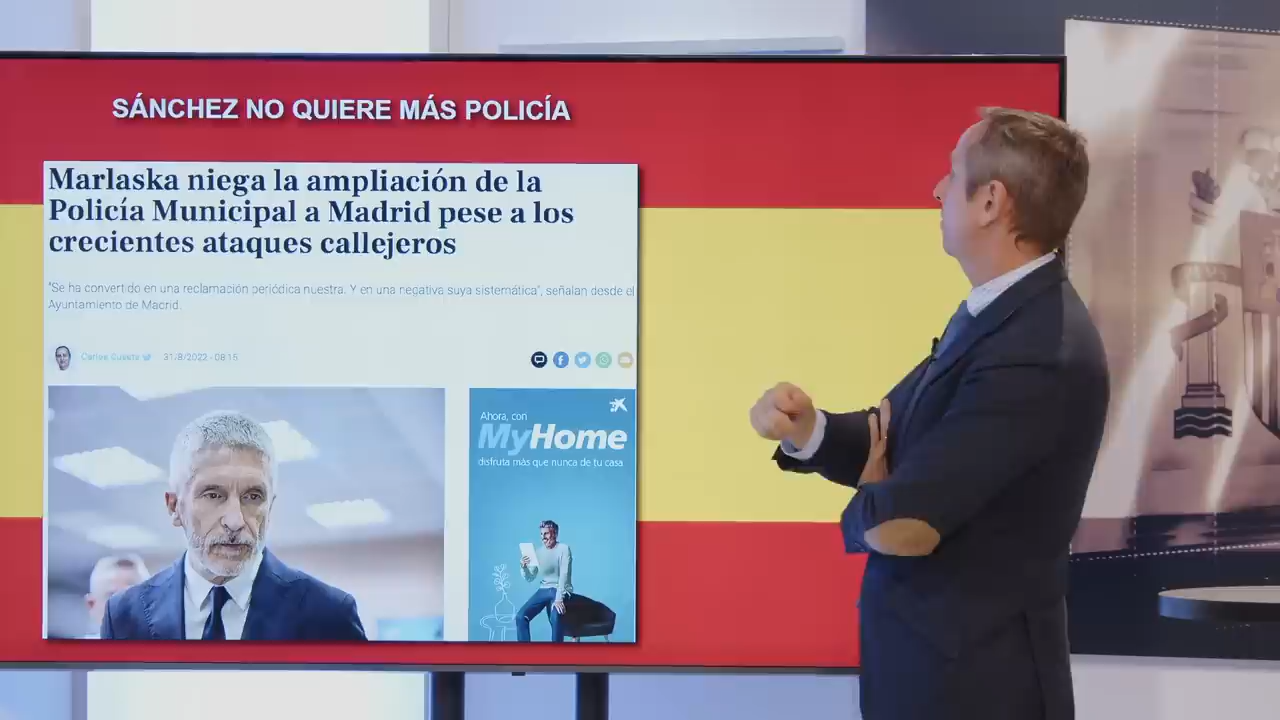 SÁNCHEZ NO QUIERE MÁS POLICÍA
Marlaska niega la ampliación de la
Policía Municipal a Madrid pese a los
crecientes ataques callejeros
"Se ha convertido en una reclamación periódica nuestra. Y en una negativa suya sistemática", señalan desde el
Ayuntamiento de Madrid.
Carlos Cuesta 31/8/2022 - 08:15
Ahora, con
MyHome
disfruta más que nunca de tu casa